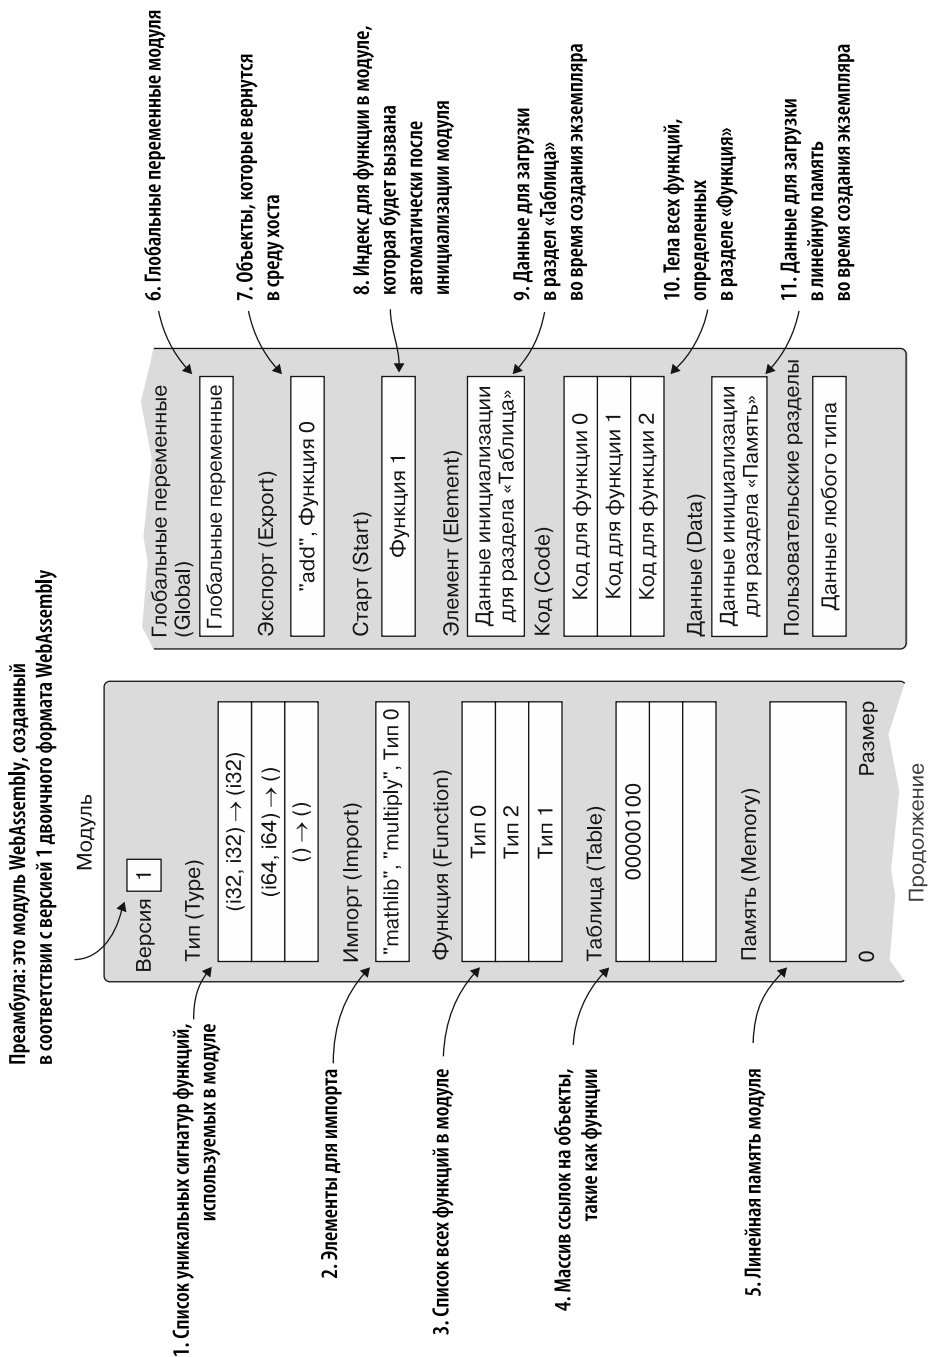 Преамбула: это модуль WebAssembly, созданный
в соответствии с версией 1 двоичного формата WebAssembly
Модуль
Версия 1
1. Список уникальных сигнатур функций,
используемых в модуле
Тип (Type)
(i32, i32) → (i32)
(i64, i64) → ()
() → ()
2. Элементы для импорта
Импорт (Import)
"mathlib", "multiply", Тип 0
3. Список всех функций в модуле
Функция (Function)
Тип 0
Тип 2
Тип 1
4. Массив ссылок на объекты,
такие как функции
Таблица (Table)
00000100
5. Линейная память модуля
Память (Memory)
0 Размер
Продолжение
Глобальные переменные
(Global)
Глобальные переменные
6. Глобальные переменные модуля
Экспорт (Export)
"add", Функция 0
7. Объекты, которые вернутся
в среду хоста
Старт (Start)
Функция 1
8. Индекс для функции в модуле,
которая будет вызвана
автоматически после
инициализации модуля
Элемент (Element)
Данные инициализации
для раздела «Таблица»
9. Данные для загрузки
в раздел «Таблица»
во время создания экземпляра
Код (Code)
Код для функции 0
Код для функции 1
Код для функции 2
10. Тела всех функций,
определенных
в разделе «Функция»
Данные (Data)
Данные инициализации
для раздела «Память»
11. Данные для загрузки
в линейную память
во время создания экземпляра
Пользовательские разделы
Данные любого типа